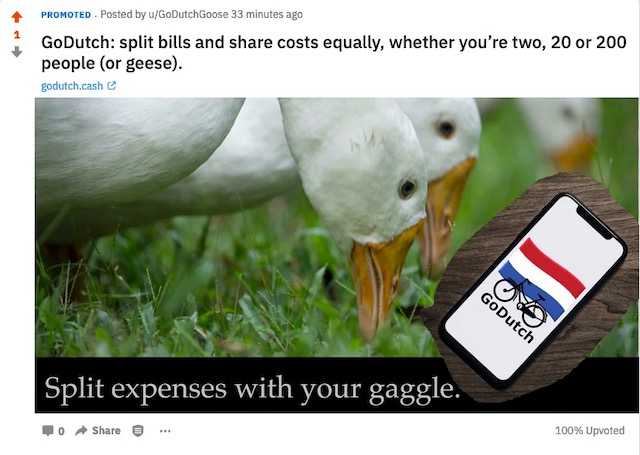 PROMOTED · Posted by u/GoDutchGoose 33 minutes ago
1
GoDutch: split bills and share costs equally, whether you’re two, 20 or 200
people (or geese).
godutch.cash
GoDutch
Split expenses with your gaggle.
0 Share ··· 100% Upvoted